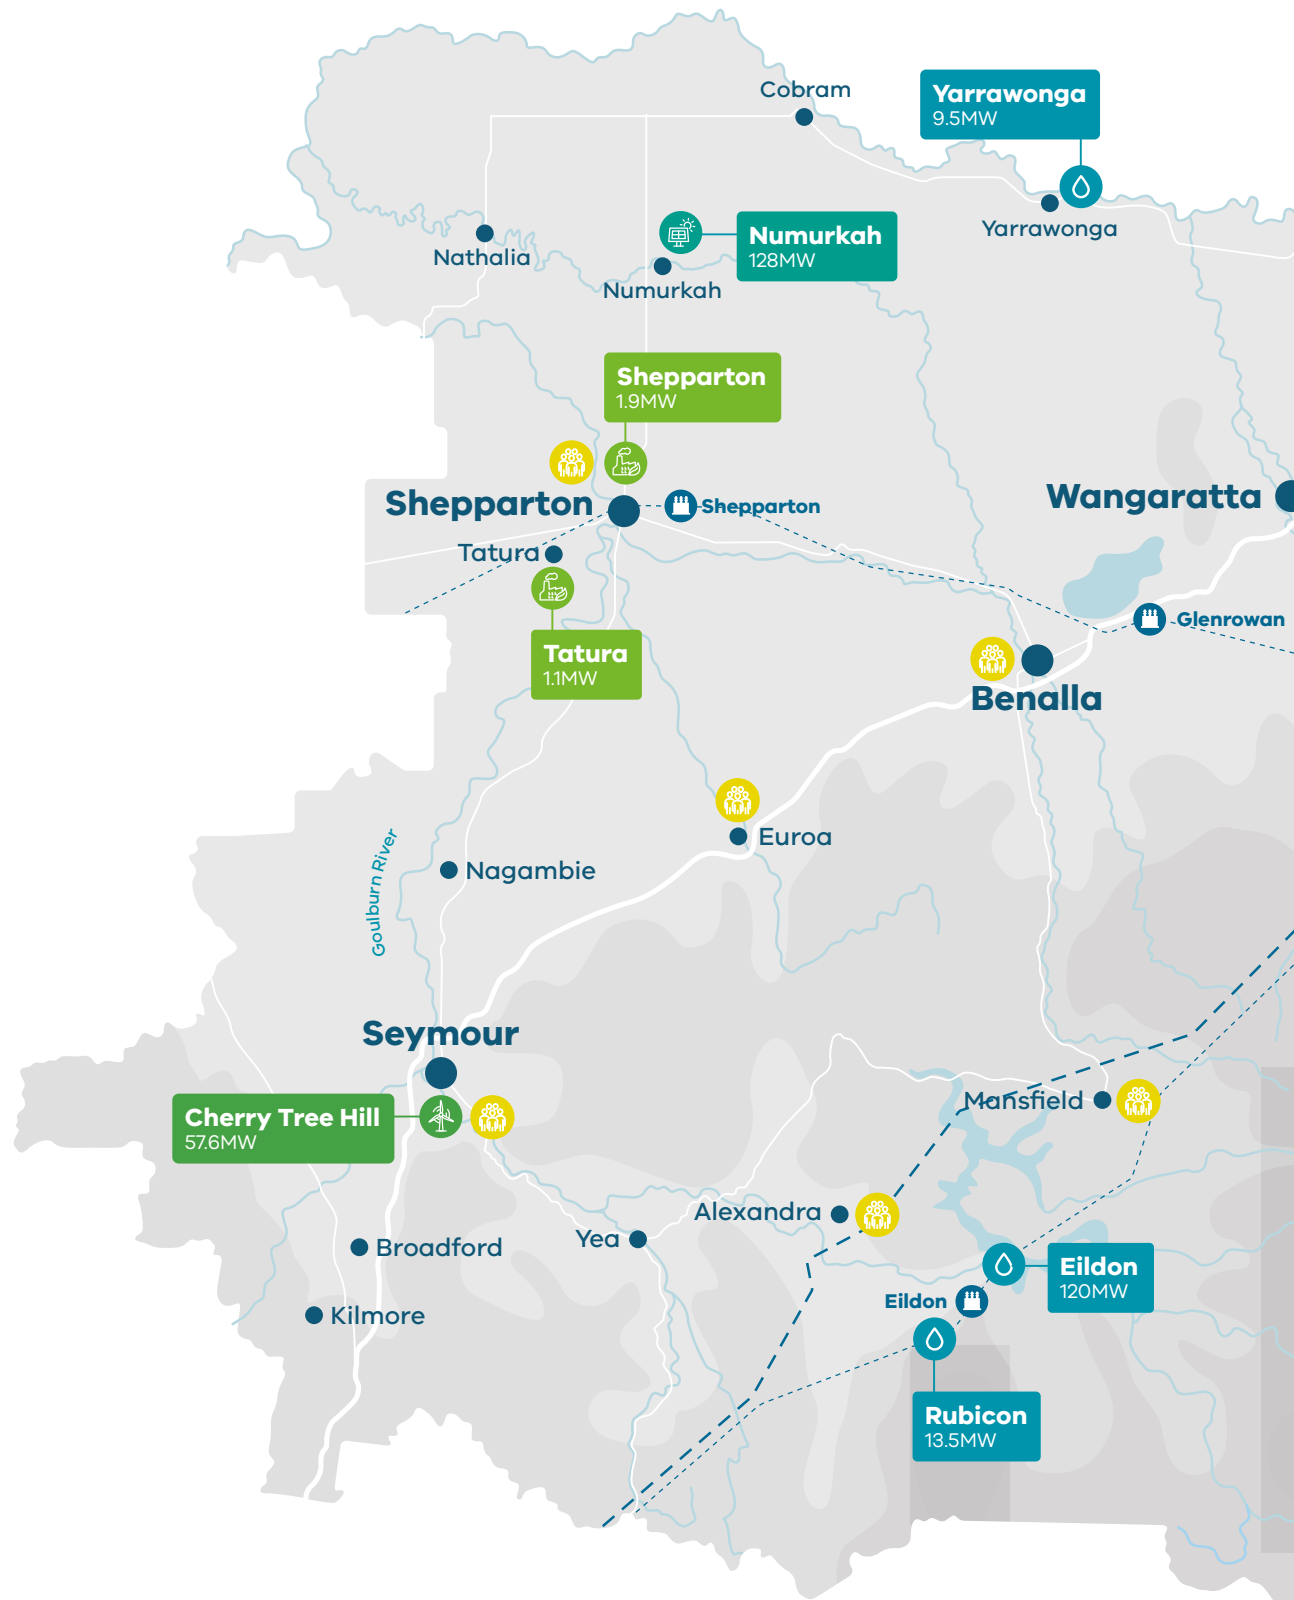 Cobram
Yarrawonga
9.5MW
Yarrawonga
Nathalia
Numurkah
128MW
Numurkah
Shepparton
1.9MW
Shepparton
Shepparton
Wangaratta
Tatura
Tatura
1.1MW
Glenrowan
Benalla
Euroa
Nagambie
Goulburn River
Seymour
Cherry Tree Hill
57.6MW
Mansfield
Alexandra
Yea
Broadford
Kilmore
Eildon
120MW
Eildon
Rubicon
13.5MW